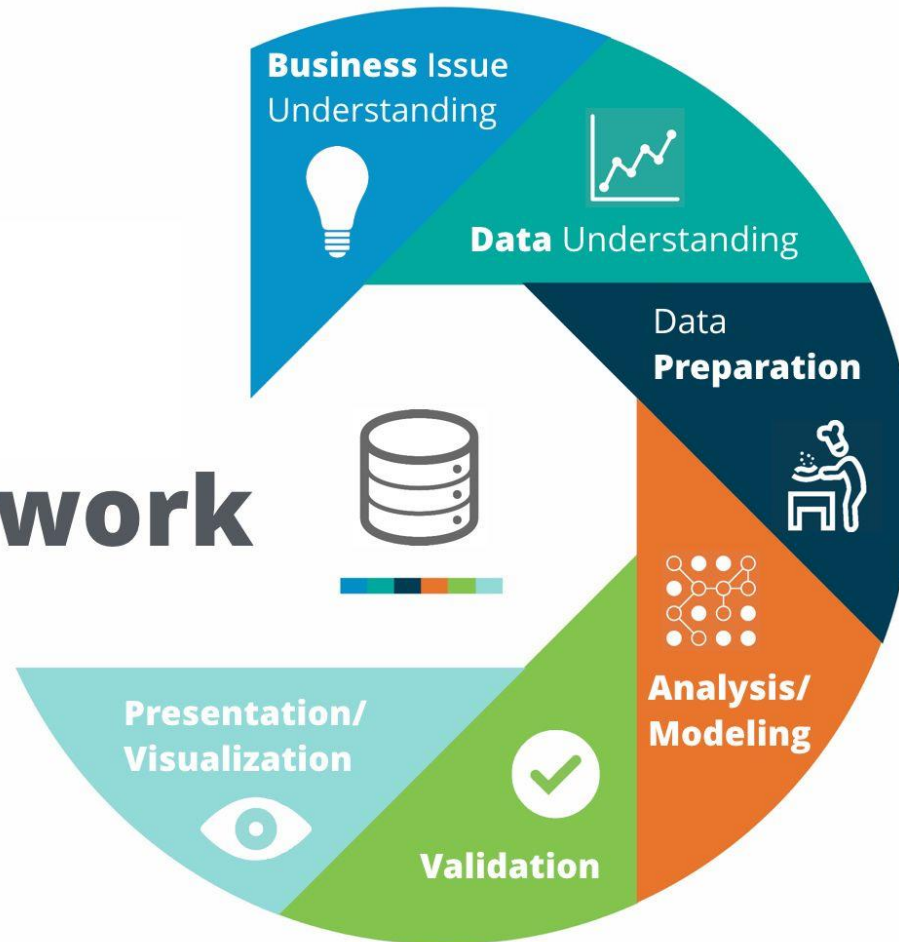 Business Issue
Understanding
Data Understanding
Data
Preparation
work
Analysis/
Modeling
Presentation/
Visualization
Validation